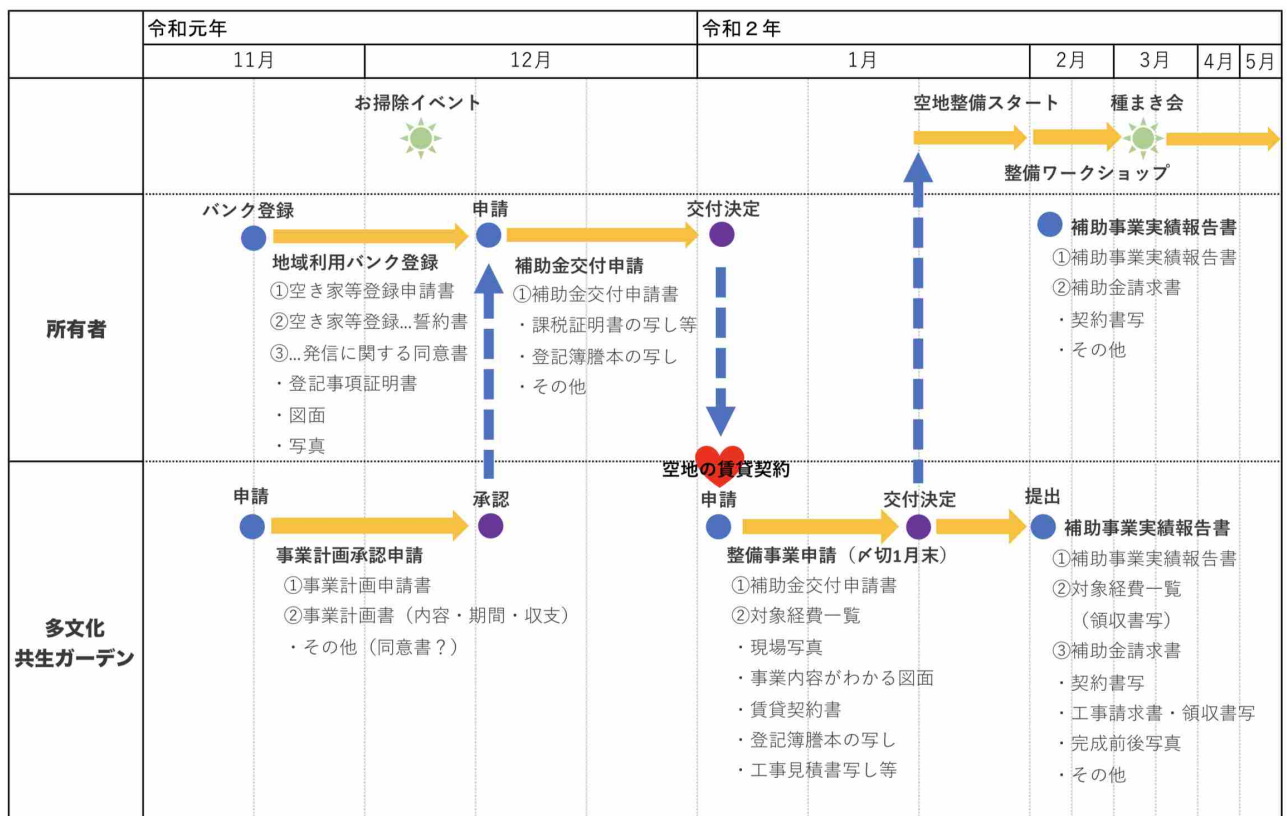 令和元年
令和２年
11月
12月
1月
2月
3月
4月
5月
お掃除イベント
空地整備スタート
種まき会
整備ワークショップ
所有者
バンク登録
申請
交付決定
地域利用バンク登録
①空き家等登録申請書
②空き家等登録...誓約書
③...発信に関する同意書
・登記事項証明書
・図面
・写真
補助金交付申請
①補助金交付申請書
・課税証明書の写し等
・登記簿謄本の写し
・その他
補助事業実績報告書
①補助事業実績報告書
②補助金請求書
・契約書写
・その他
空地の賃貸契約
多文化
共生ガーデン
申請
承認
事業計画承認申請
①事業計画申請書
②事業計画書（内容・期間・収支）
・その他（同意書？）
申請
交付決定
提出
整備事業申請（〆切1月末）
①補助金交付申請書
②対象経費一覧
・現場写真
・事業内容がわかる図面
・賃貸契約書
・登記簿謄本の写し
・工事見積書写し等
補助事業実績報告書
①補助事業実績報告書
②対象経費一覧
（領収書写）
③補助金請求書
・契約書写
・工事請求書・領収書写
・完成前後写真
・その他